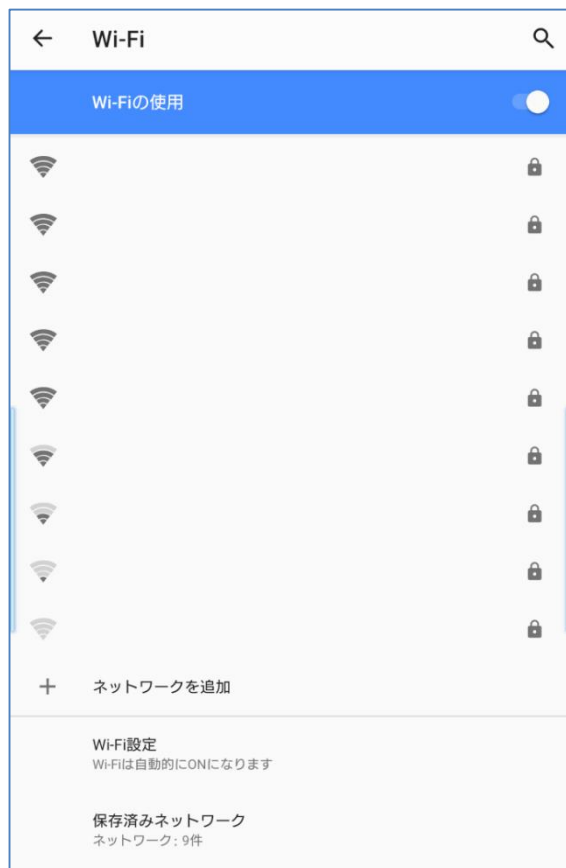 Wi-Fi
Wi-Fiの使用
ネットワークを追加
Wi-Fi設定
Wi-Fiは自動的にONになります
保存済みネットワーク
ネットワーク: 9件